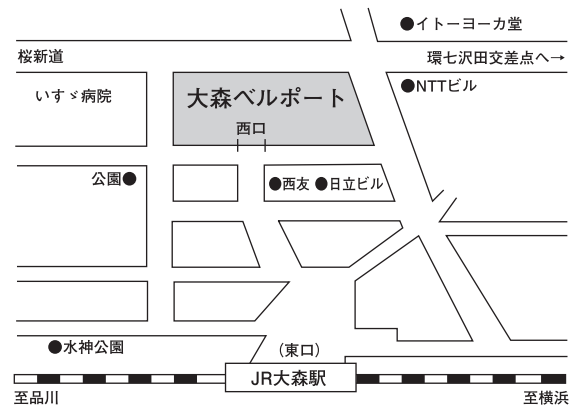 ●イトーヨーカ堂
桜新道
環七沢田交差点へ→
いすゞ病院
大森ベルポート
●NTTビル
西口
公園●
●西友 ●日立ビル
●水神公園
(東口)
JR大森駅
至品川
至横浜